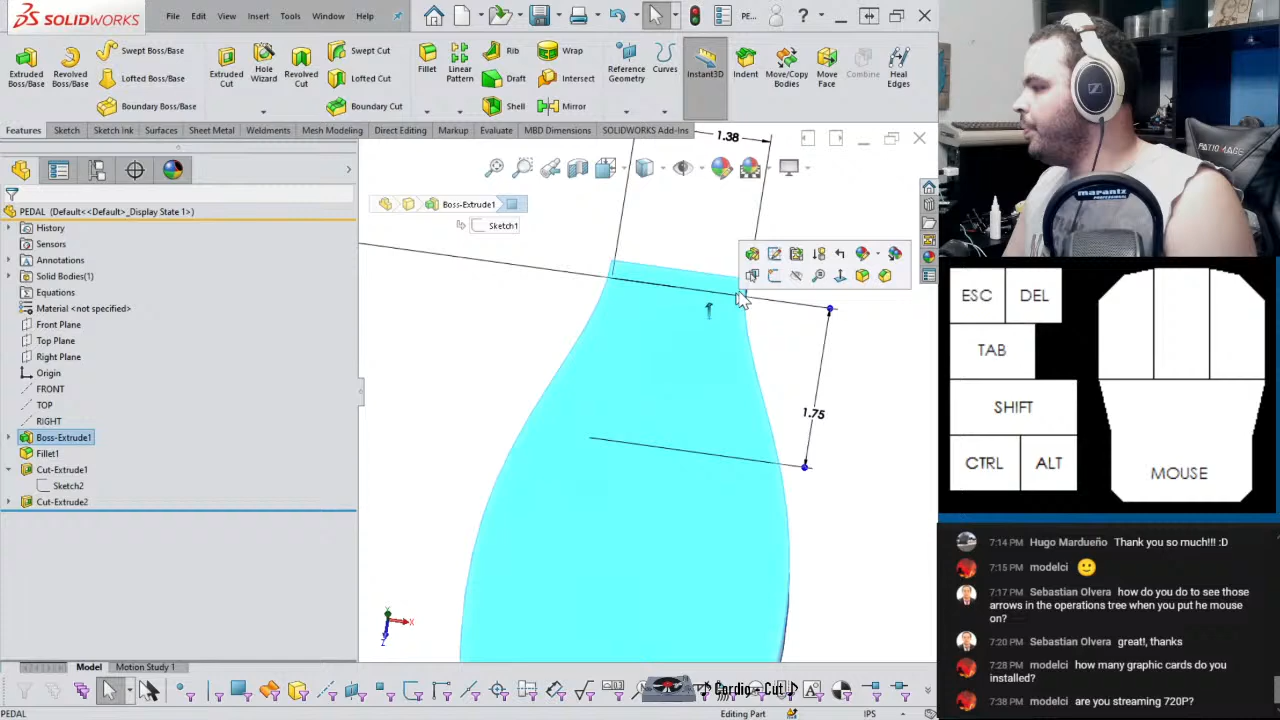 SOLIDWORKS
File Edit View Insert Tools Window Help
PE...
Extruded Boss/Base
Revolved Boss/Base
Swept Boss/Base
Lofted Boss/Base
Boundary Boss/Base
Extruded Cut
Hole Wizard
Revolved Cut
Swept Cut
Lofted Cut
Boundary Cut
Fillet
Linear Pattern
Rib
Draft
Shell
Wrap
Intersect
Mirror
Reference Geometry
Curves
Instant3D
Indent
Move/Copy Bodies
Combine
Move Face
Heal Edges
Features Sketch Sketch Ink Surfaces Sheet Metal Weldments Mesh Modeling Direct Editing Markup Evaluate MBD Dimensions SOLIDWORKS Add-Ins
PEDAL (Default<<Default>_Display State 1>)
History
Sensors
Annotations
Solid Bodies(1)
Equations
Material <not specified>
Front Plane
Top Plane
Right Plane
Origin
FRONT
TOP
RIGHT
Boss-Extrude1
Fillet1
Cut-Extrude1
Sketch2
Cut-Extrude2
Boss-Extrude1
Sketch1
1.38
1.75
Y
X
Z
Model Motion Study 1
Cardio - Cut
PEDAL
Editing Part
IPS
PATIO MAGE
marantz
PROFESSIONAL
ESC DEL
TAB
SHIFT
CTRL ALT
MOUSE
7:14 PM Hugo Mardueño Thank you so much!!! :D
7:15 PM modelci 🙂
7:17 PM Sebastian Olvera how do you do to see those
arrows in the operations tree when you put he mouse
on?
7:20 PM Sebastian Olvera great!, thanks
7:28 PM modelci how many graphic cards do you
installed?
7:38 PM modelci are you streaming 720P?